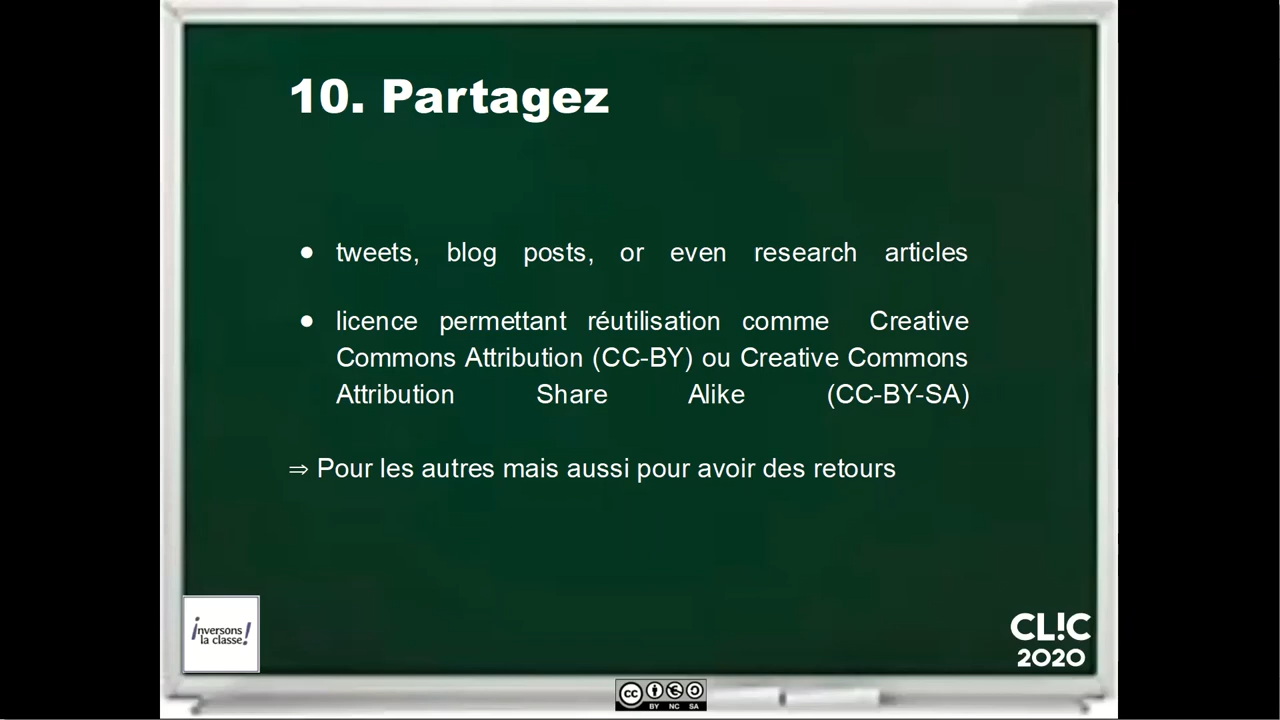 10. Partagez
● tweets, blog posts, or even research articles
● licence permettant réutilisation comme Creative
Commons Attribution (CC-BY) ou Creative Commons
Attribution Share Alike (CC-BY-SA)
⇒ Pour les autres mais aussi pour avoir des retours
inversons
la classe!
CL!C
2020
cc
BY NC SA